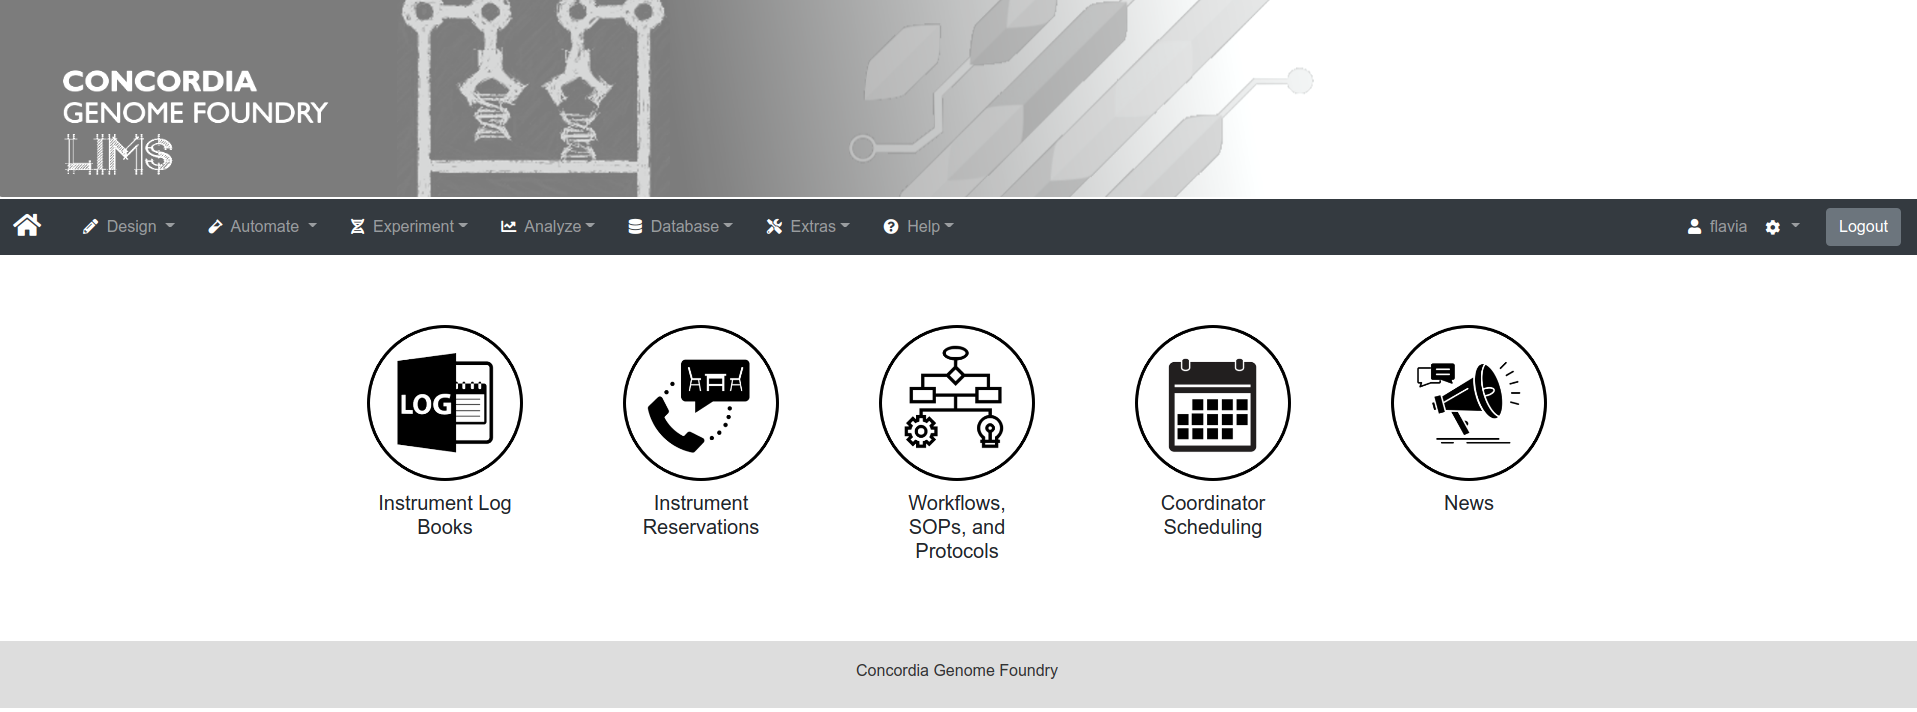 CONCORDIA
GENOME FOUNDRY
LIMS
Design
Automate
Experiment
Analyze
Database
Extras
Help
flavia
Logout
LOG
Instrument Log
Books
Instrument
Reservations
Workflows,
SOPs, and
Protocols
Coordinator
Scheduling
News
Concordia Genome Foundry